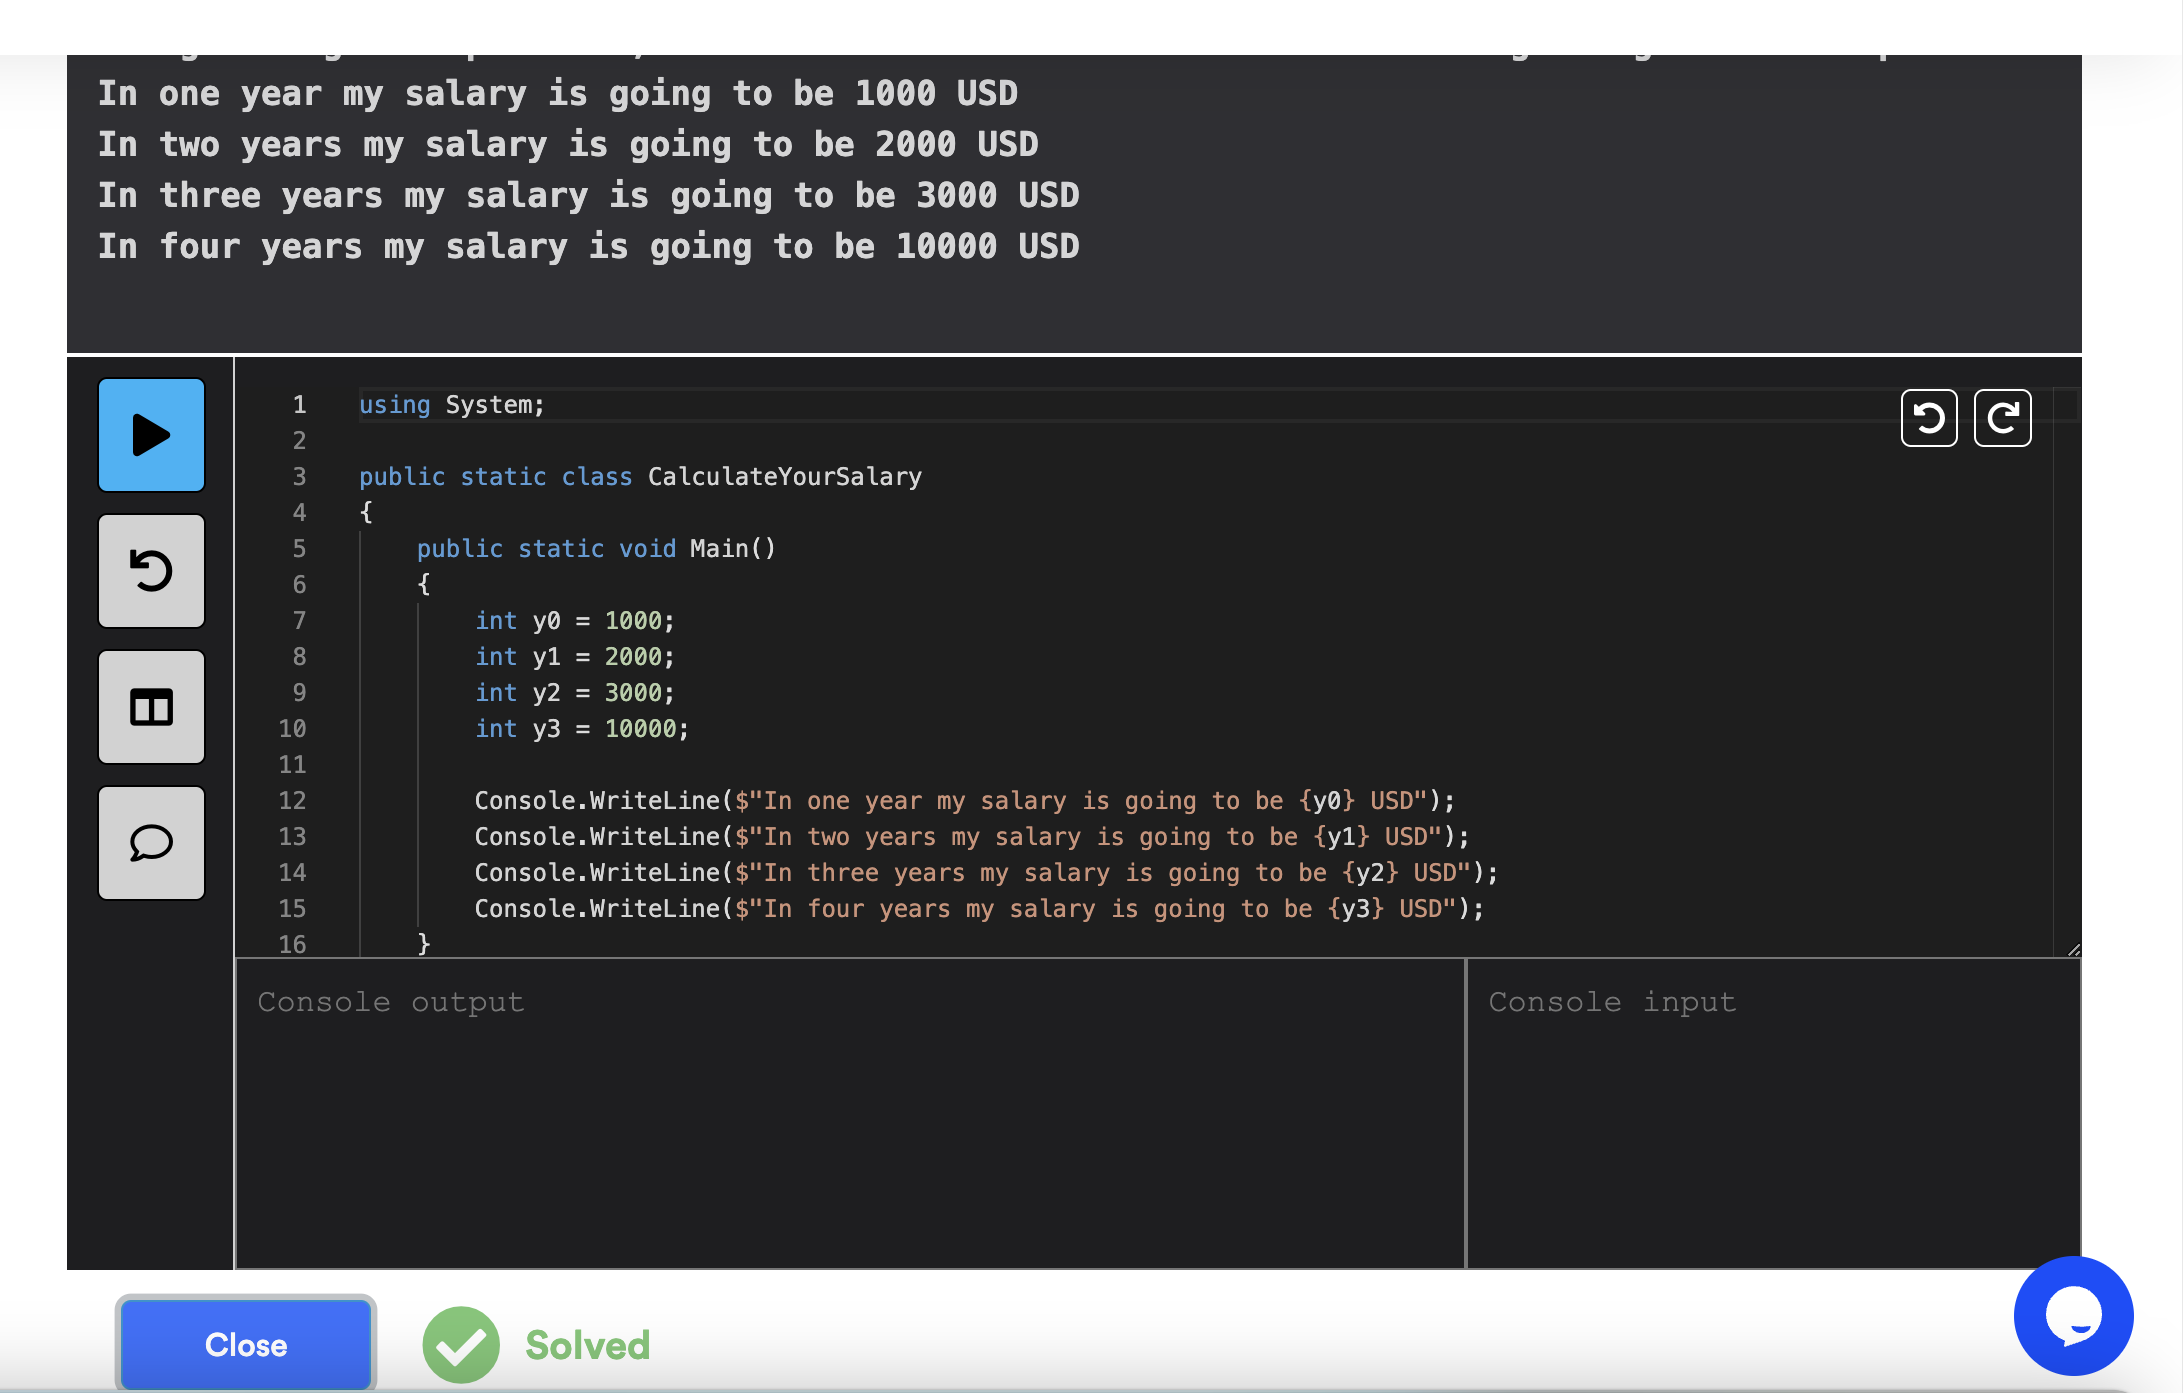 In one year my salary is going to be 1000 USD
In two years my salary is going to be 2000 USD
In three years my salary is going to be 3000 USD
In four years my salary is going to be 10000 USD
1 using System;
2
3 public static class CalculateYourSalary
4 {
5 public static void Main()
6 {
7 int y0 = 1000;
8 int y1 = 2000;
9 int y2 = 3000;
10 int y3 = 10000;
11
12 Console.WriteLine($"In one year my salary is going to be {y0} USD");
13 Console.WriteLine($"In two years my salary is going to be {y1} USD");
14 Console.WriteLine($"In three years my salary is going to be {y2} USD");
15 Console.WriteLine($"In four years my salary is going to be {y3} USD");
16 }
Console output
Console input
Close
Solved